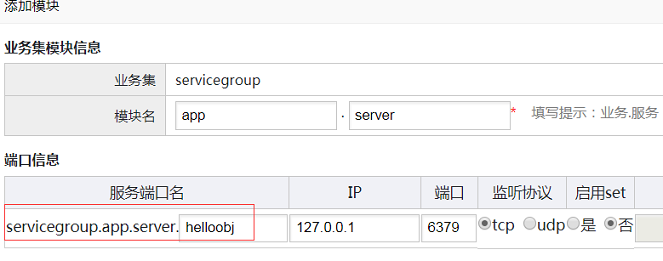 添加模块
业务集模块信息
业务集 servicegroup
模块名 app . server * 填写提示：业务.服务
端口信息
服务端口名 IP 端口 监听协议 启用set
servicegroup.app.server. helloobj 127.0.0.1 6379 tcp udp 是 否